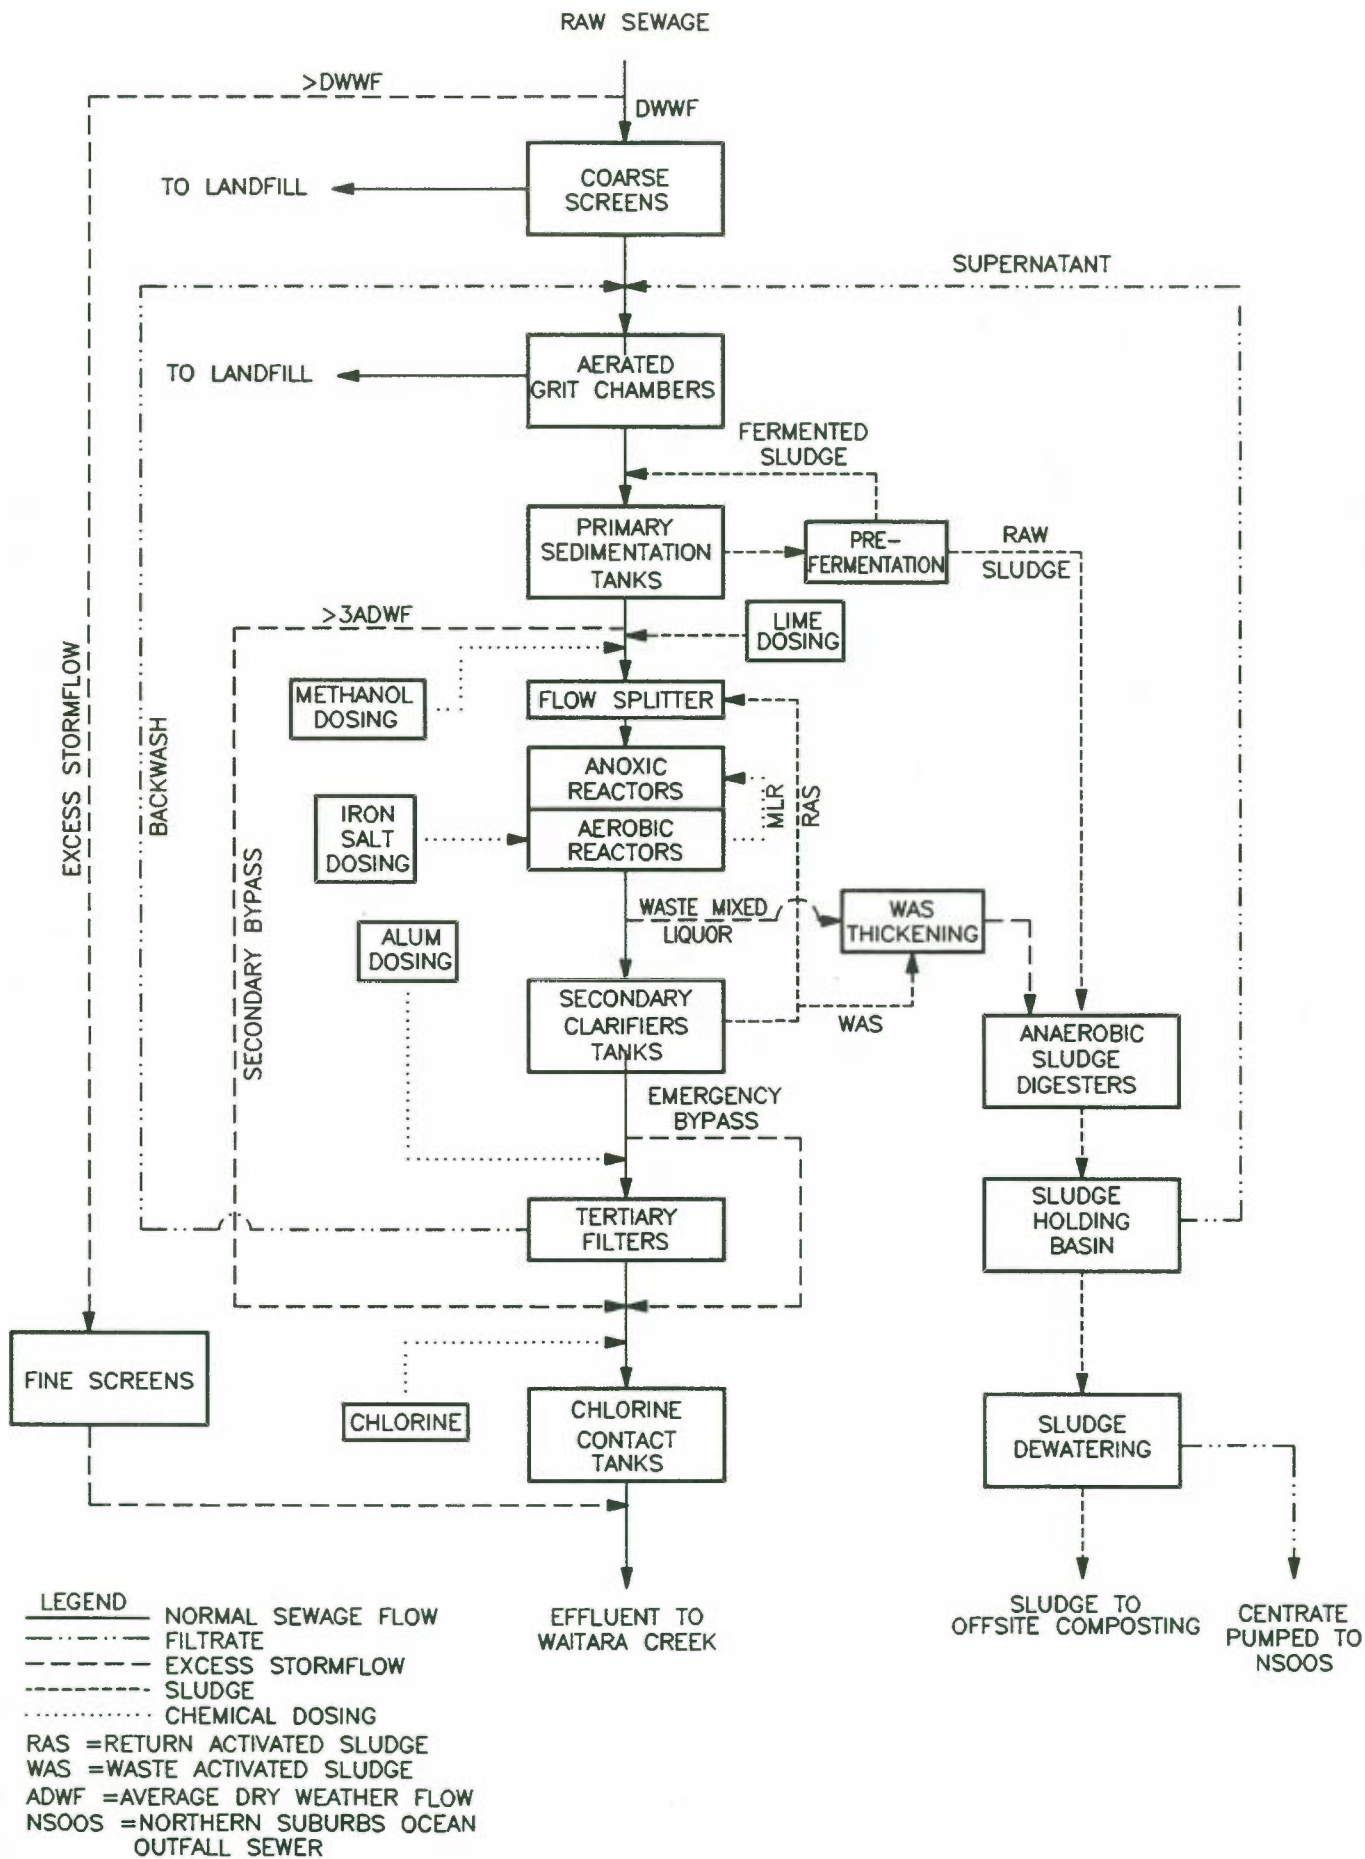 RAW SEWAGE
>DWWF
DWWF
COARSE
SCREENS
TO LANDFILL
SUPERNATANT
AERATED
GRIT CHAMBERS
TO LANDFILL
FERMENTED
SLUDGE
PRIMARY
SEDIMENTATION
TANKS
PRE-
FERMENTATION
RAW
SLUDGE
>3ADWF
LIME
DOSING
METHANOL
DOSING
FLOW SPLITTER
ANOXIC
REACTORS
MLR
RAS
IRON
SALT
DOSING
AEROBIC
REACTORS
EXCESS STORMFLOW
BACKWASH
SECONDARY BYPASS
WASTE MIXED
LIQUOR
WAS
THICKENING
ALUM
DOSING
SECONDARY
CLARIFIERS
TANKS
WAS
ANAEROBIC
SLUDGE
DIGESTERS
EMERGENCY
BYPASS
TERTIARY
FILTERS
SLUDGE
HOLDING
BASIN
FINE SCREENS
CHLORINE
CHLORINE
CONTACT
TANKS
SLUDGE
DEWATERING
EFFLUENT TO
WAITARA CREEK
SLUDGE TO
OFFSITE COMPOSTING
CENTRATE
PUMPED TO
NSOOS
LEGEND
NORMAL SEWAGE FLOW
FILTRATE
EXCESS STORMFLOW
SLUDGE
CHEMICAL DOSING
RAS =RETURN ACTIVATED SLUDGE
WAS =WASTE ACTIVATED SLUDGE
ADWF =AVERAGE DRY WEATHER FLOW
NSOOS =NORTHERN SUBURBS OCEAN
OUTFALL SEWER